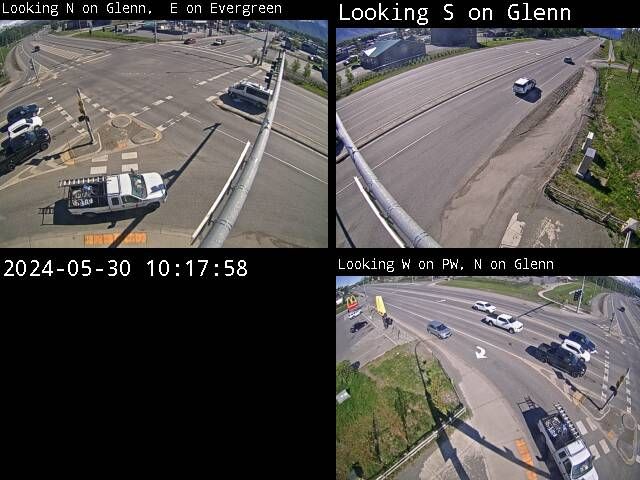 Looking N on Glenn, E on Evergreen
Looking S on Glenn
2024-05-30 10:17:58
Looking W on PW, N on Glenn